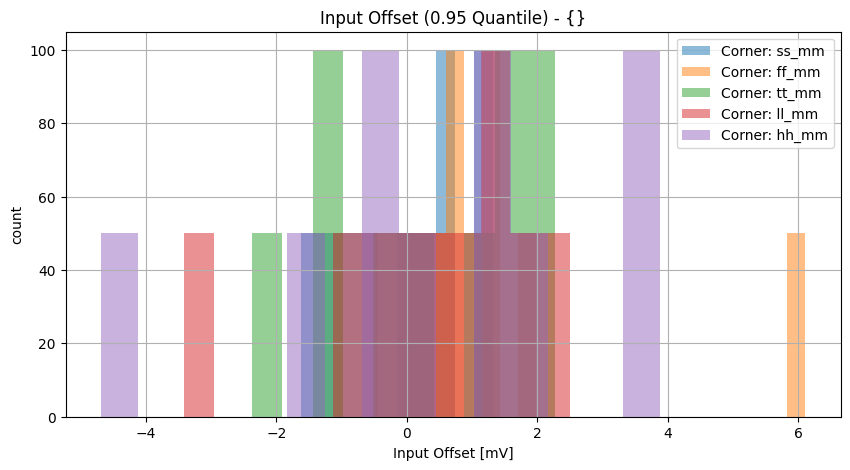 Input Offset (0.95 Quantile) - {}
Corner: ss_mm
Corner: ff_mm
Corner: tt_mm
Corner: ll_mm
Corner: hh_mm
100
80
60
40
20
0
count
−4 −2 0 2 4 6
Input Offset [mV]